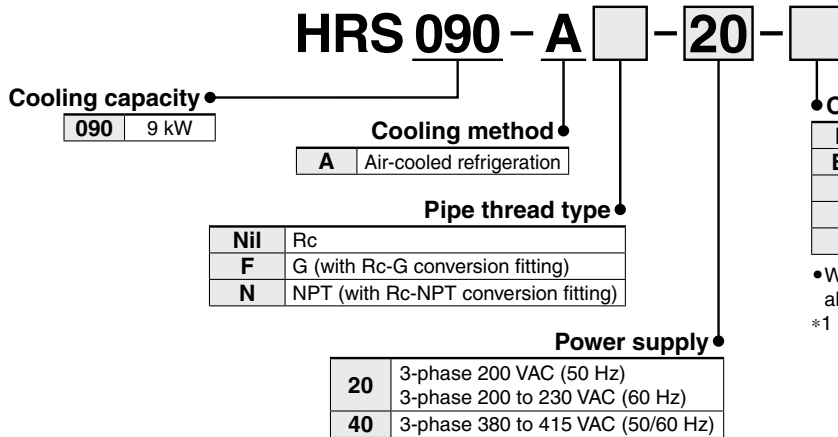 HRS 090 - A - 20 -
Cooling capacity
090 9 kW
Cooling method
A Air-cooled refrigeration
Pipe thread type
Nil Rc
F G (with Rc-G conversion fitting)
N NPT (with Rc-NPT conversion fitting)
Power supply
20 3-phase 200 VAC (50 Hz)
3-phase 200 to 230 VAC (60 Hz)
40 3-phase 380 to 415 VAC (50/60 Hz)
*1